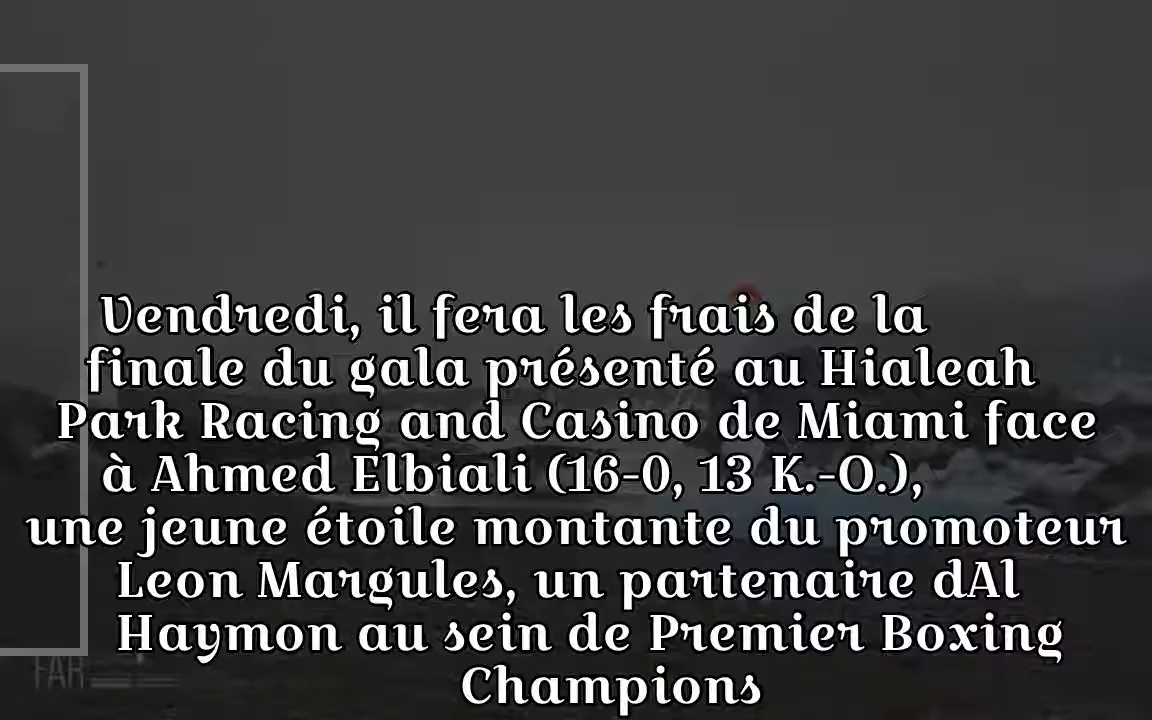 Vendredi, il fera les frais de la
finale du gala présenté au Hialeah
Park Racing and Casino de Miami face
à Ahmed Elbiali (16-0, 13 K.-O.),
une jeune étoile montante du promoteur
Leon Margules, un partenaire dAl
Haymon au sein de Premier Boxing
Champions
FAR